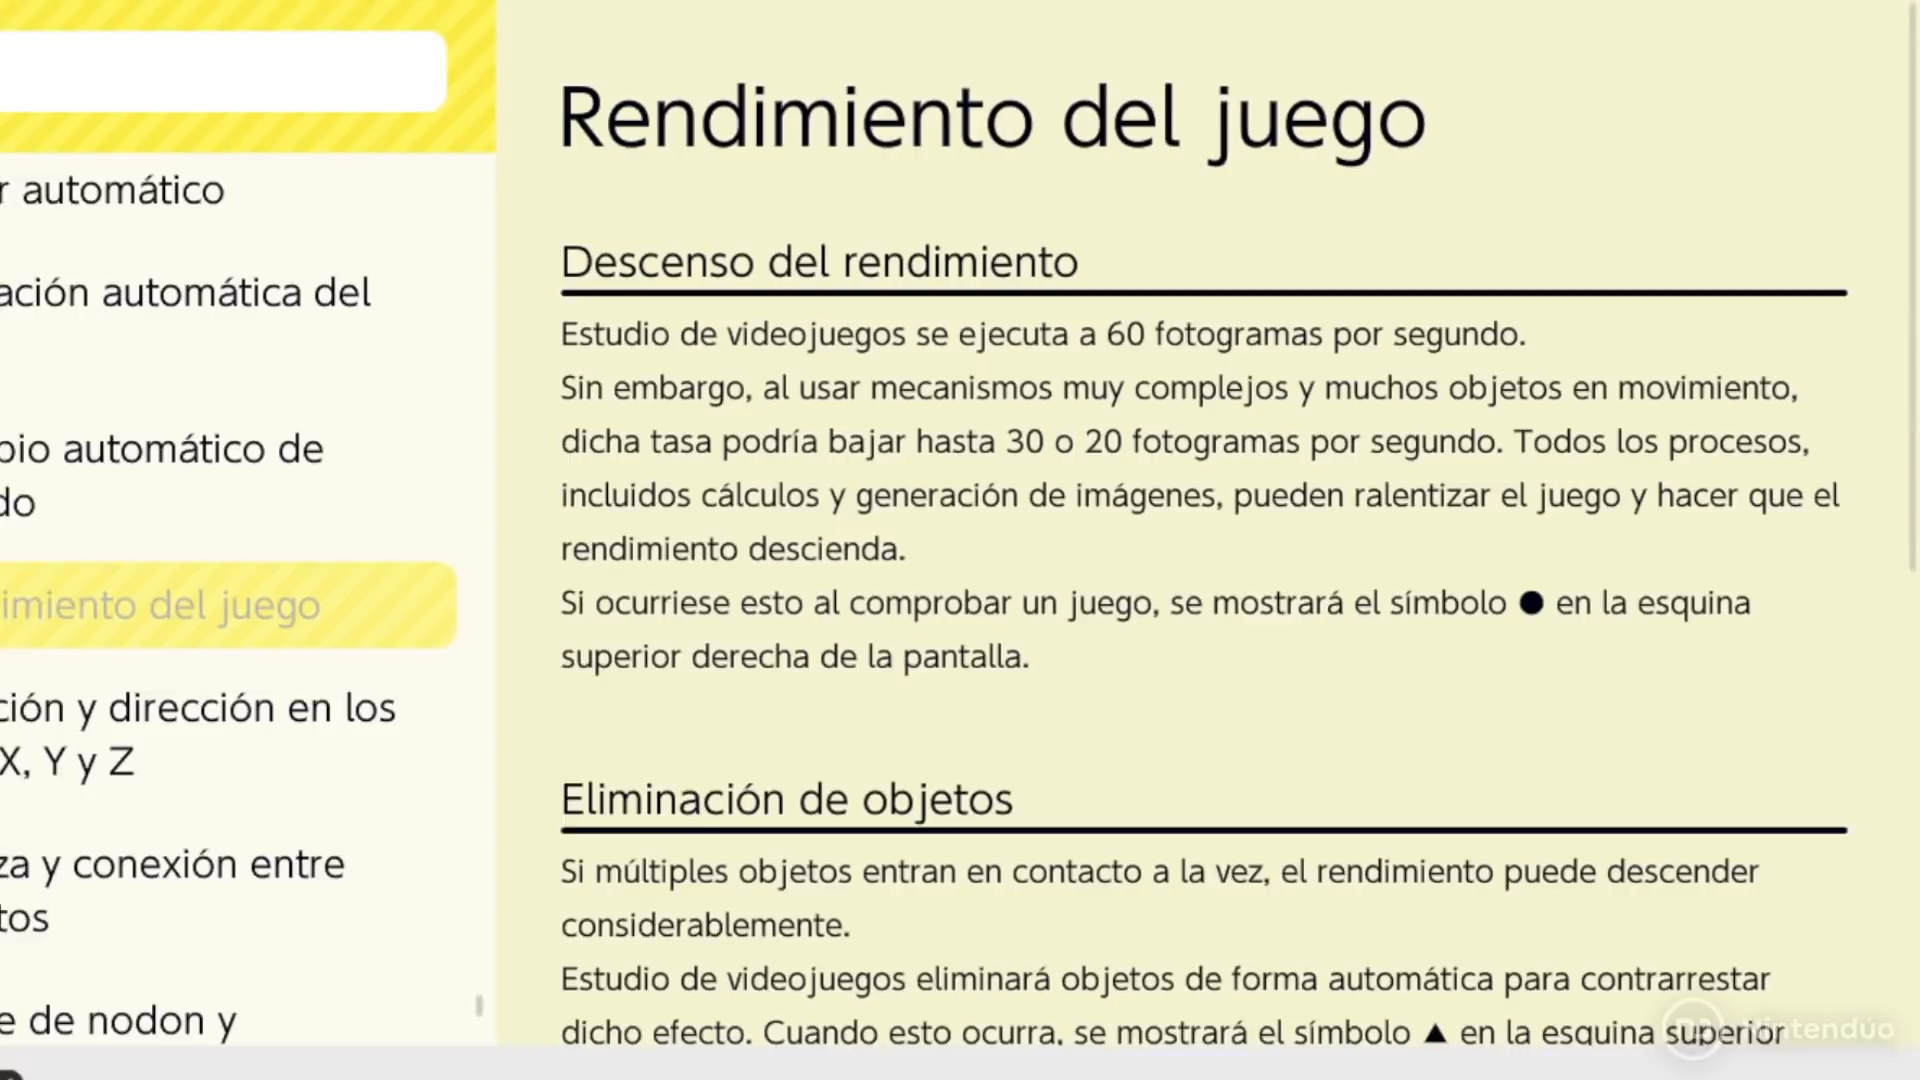 r automático
ación automática del
bio automático de
do
imiento del juego
ción y dirección en los
X, Y y Z
za y conexión entre
tos
e de nodon y
Rendimiento del juego
Descenso del rendimiento
Estudio de videojuegos se ejecuta a 60 fotogramas por segundo.
Sin embargo, al usar mecanismos muy complejos y muchos objetos en movimiento,
dicha tasa podría bajar hasta 30 o 20 fotogramas por segundo. Todos los procesos,
incluidos cálculos y generación de imágenes, pueden ralentizar el juego y hacer que el
rendimiento descienda.
Si ocurriese esto al comprobar un juego, se mostrará el símbolo ● en la esquina
superior derecha de la pantalla.
Eliminación de objetos
Si múltiples objetos entran en contacto a la vez, el rendimiento puede descender
considerablemente.
Estudio de videojuegos eliminará objetos de forma automática para contrarrestar
dicho efecto. Cuando esto ocurra, se mostrará el símbolo ▲ en la esquina superior
Nintendúo